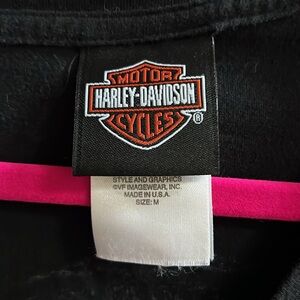 MOTOR
HARLEY-DAVIDSON
CYCLES
®
STYLE AND GRAPHICS
©VF IMAGEWEAR, INC.
MADE IN U.S.A.
SIZE: M